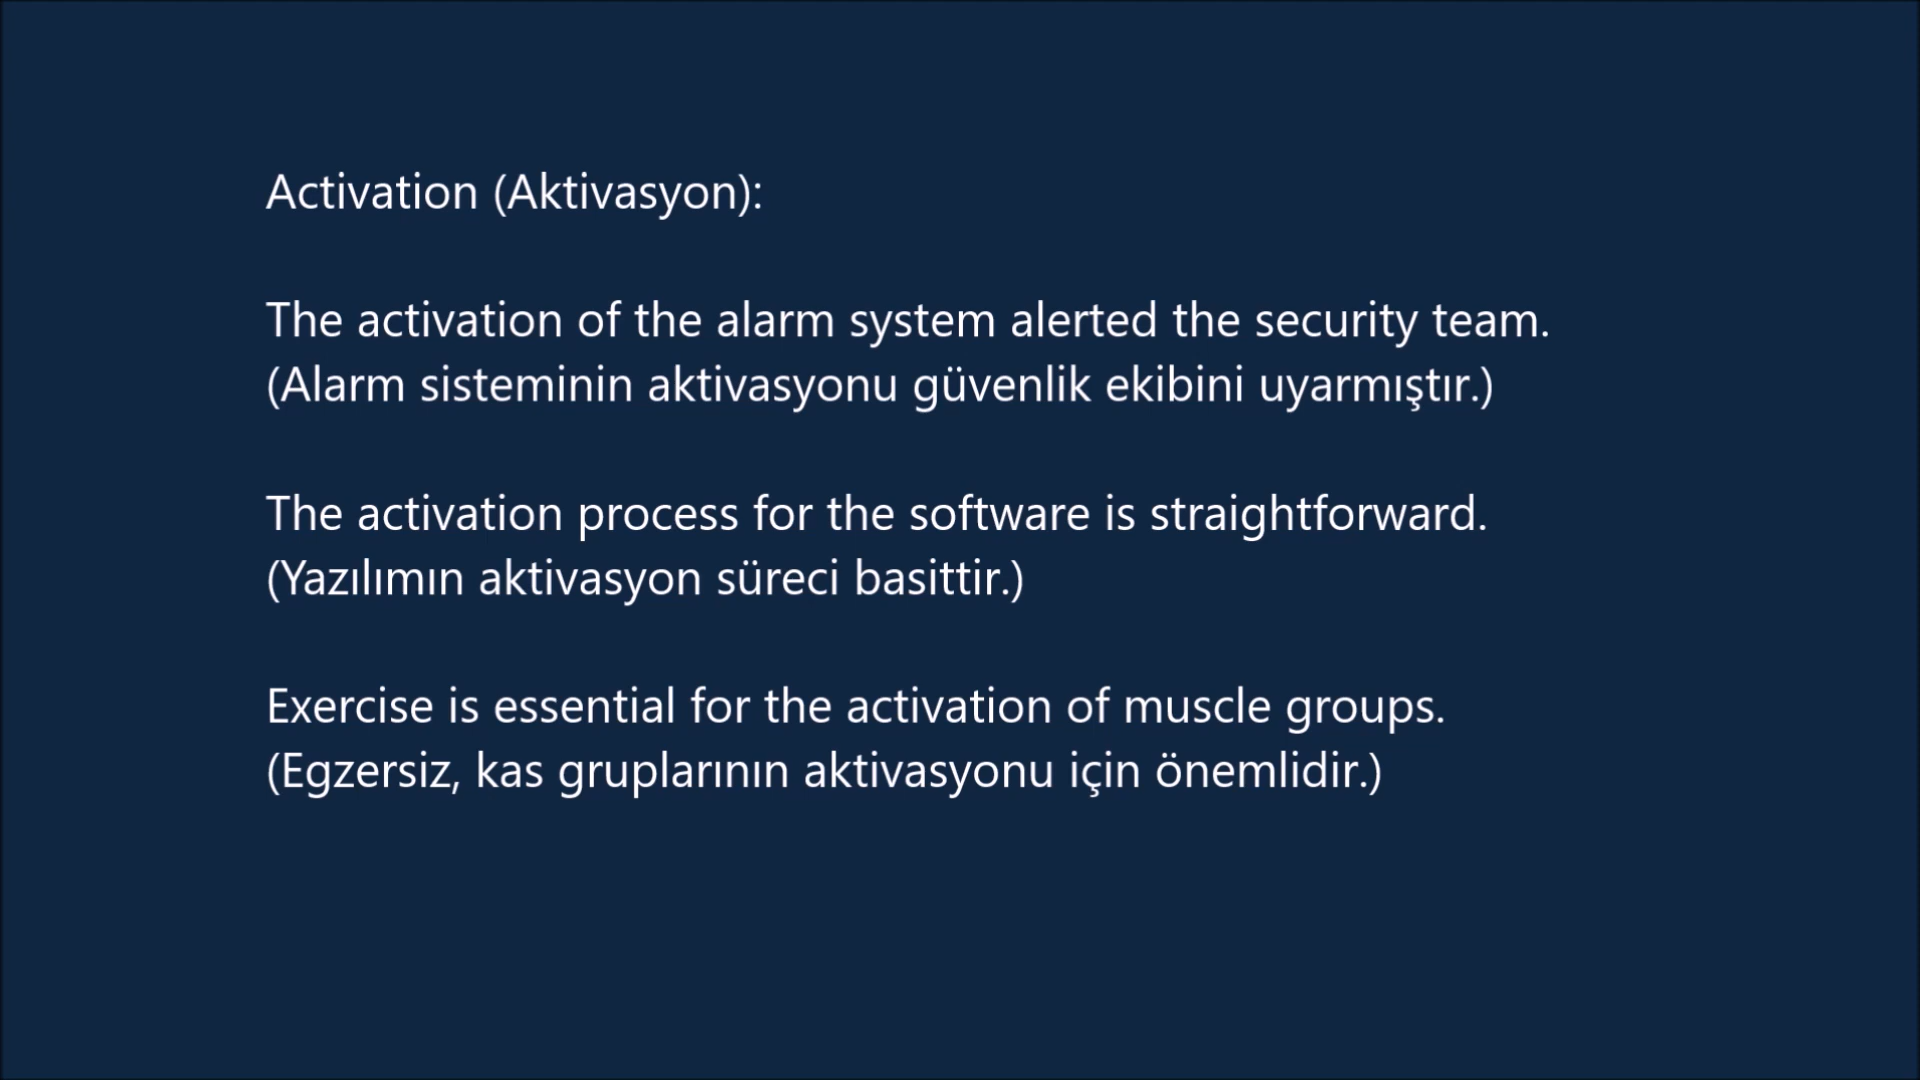 Activation (Aktivasyon):
The activation of the alarm system alerted the security team.
(Alarm sisteminin aktivasyonu güvenlik ekibini uyarmıştır.)
The activation process for the software is straightforward.
(Yazılımın aktivasyon süreci basittir.)
Exercise is essential for the activation of muscle groups.
(Egzersiz, kas gruplarının aktivasyonu için önemlidir.)